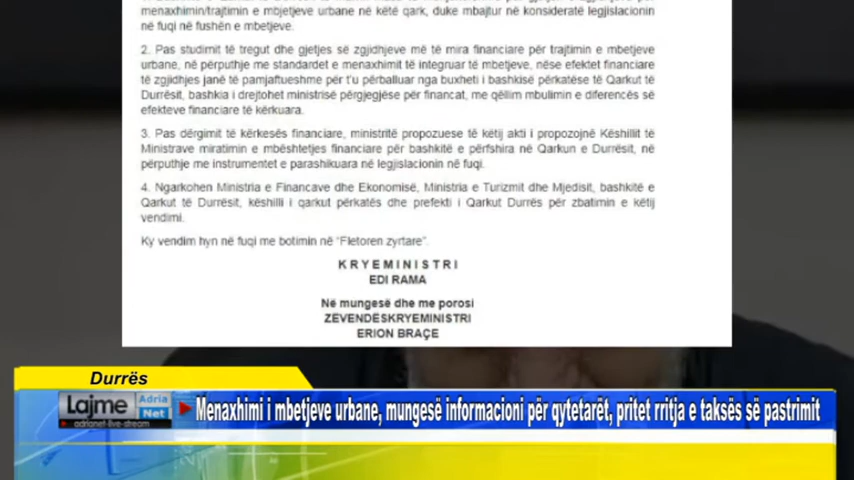 menaxhimin/trajtimin e mbjetjeve urbane në këtë qark, duke mbajtur në konsideratë legjislacionin
në fuqi në fushën e mbetjeve.
2. Pas studimit të tregut dhe gjetjes së zgjidhjeve më të mira financiare për trajtimin e mbetjeve
urbane, në përputhje me standardet e menaxhimit të integruar të mbetjeve, nëse efektet financiare
të zgjidhjes janë të pamjaftueshme për t'u përballuar nga buxheti i bashkisë përkatëse të Qarkut të
Durrësit, bashkia i drejtohet ministrisë përgjegjëse për financat, me qëllim mbulimin e diferencës së
efekteve financiare të kërkuara.
3. Pas dërgimit të kërkesës financiare, ministritë propozuese të këtij akti i propozojnë Këshillit të
Ministrave miratimin e mbështetjes financiare për bashkitë e përfshira në Qarkun e Durrësit, në
përputhje me instrumentet e parashikuara në legjislacionin në fuqi.
4. Ngarkohen Ministria e Financave dhe Ekonomisë, Ministria e Turizmit dhe Mjedisit, bashkitë e
Qarkut të Durrësit, këshilli i qarkut përkatës dhe prefekti i Qarkut Durrës për zbatimin e këtij
vendimi.
Ky vendim hyn në fuqi me botimin në "Fletoren zyrtare".
KRYEMINISTRI
EDI RAMA
Në mungesë dhe me porosi
ZËVENDËSKRYEMINISTRI
ERION BRAÇE
Durrës
Lajme Adria Net
adrianet-live-stream
Menaxhimi i mbetjeve urbane, mungesë informacioni për qytetarët, pritet rritja e taksës së pastrimit